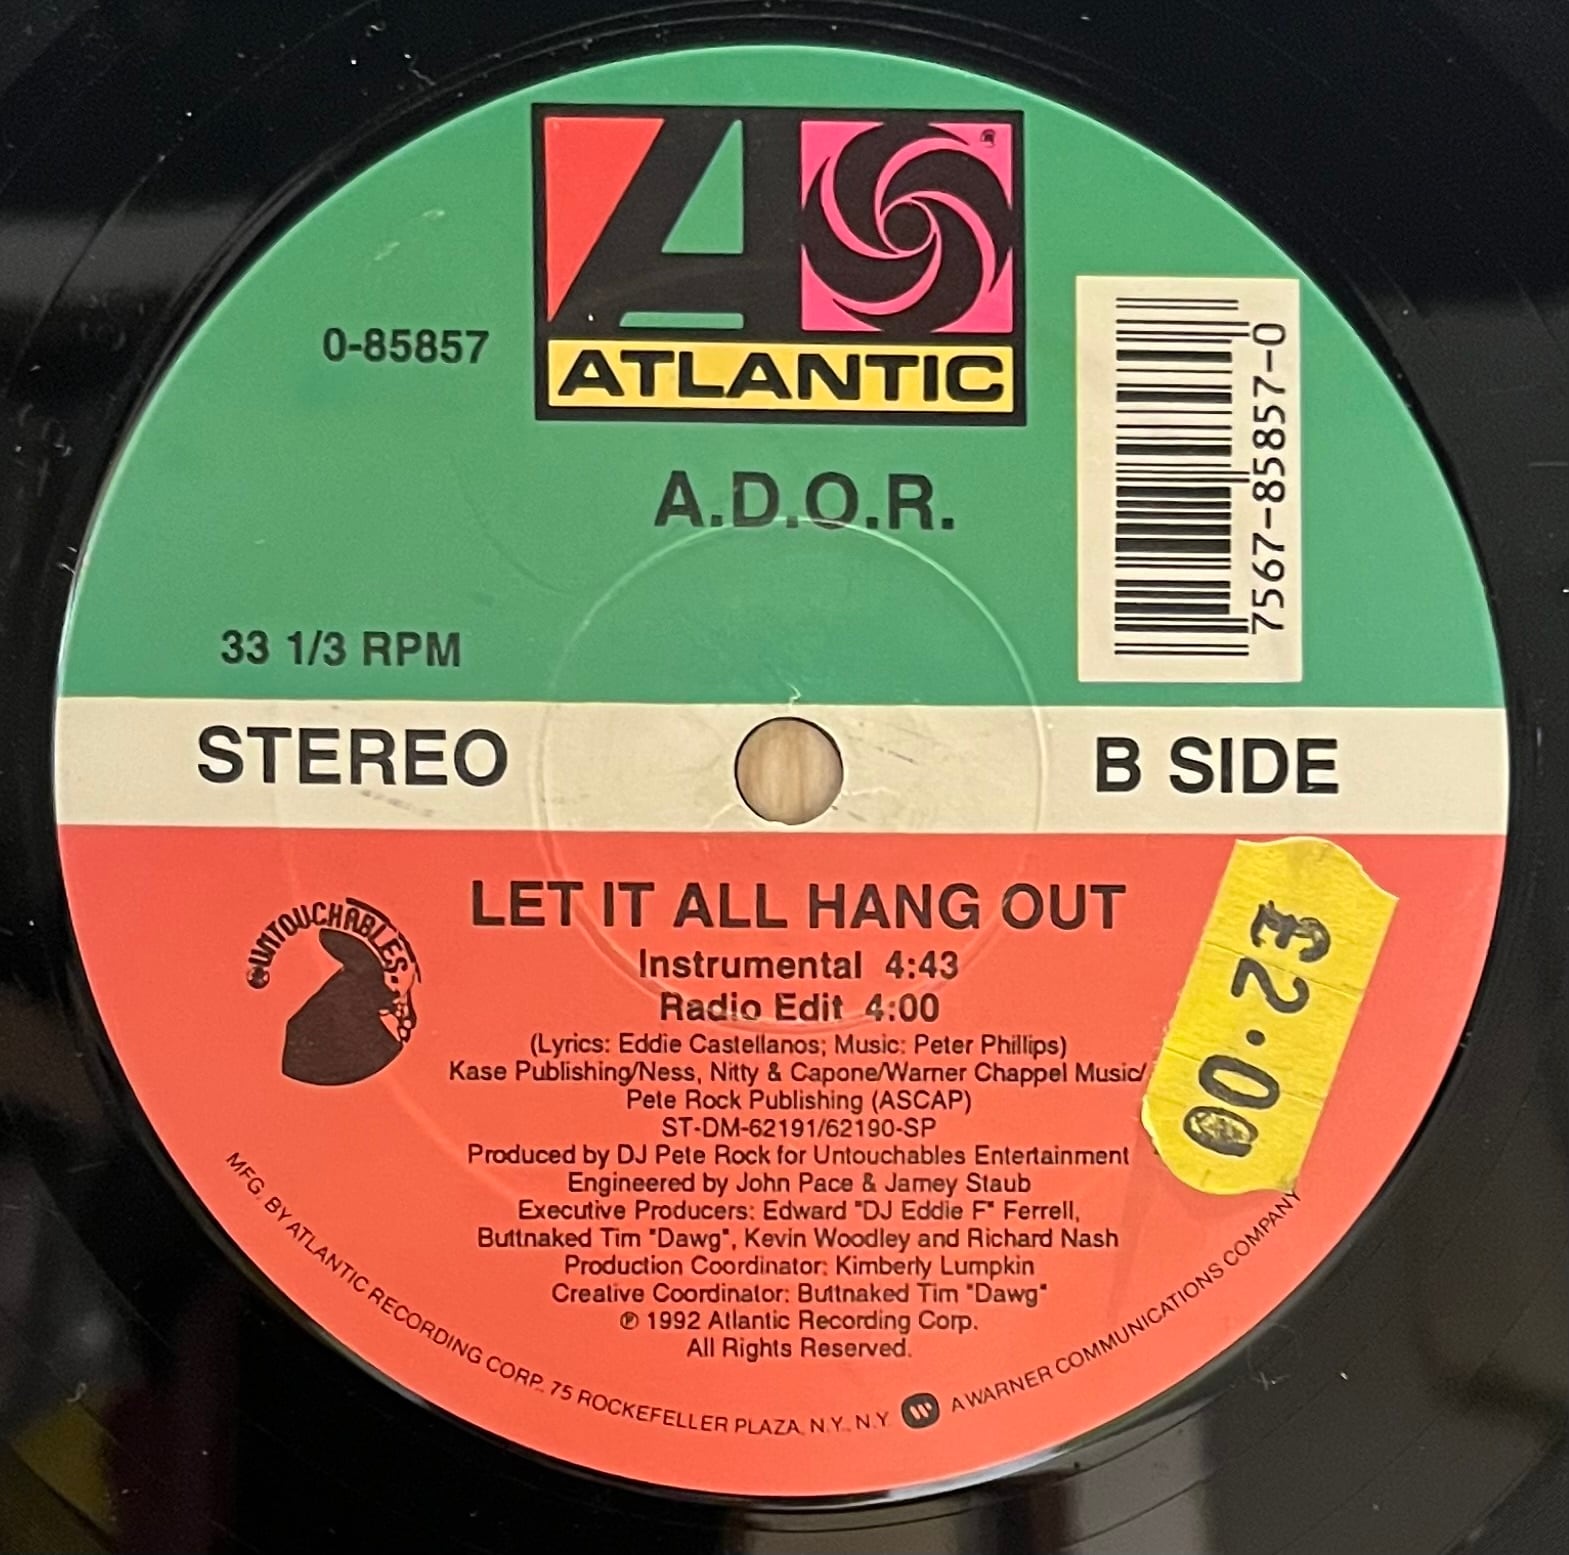 ATLANTIC
0-85857
7567-85857-0
A.D.O.R.
33 1/3 RPM
STEREO
B SIDE
UNTOUCHABLES
LET IT ALL HANG OUT
Instrumental 4:43
Radio Edit 4:00
(Lyrics: Eddie Castellanos; Music: Peter Phillips)
Kase Publishing/Ness, Nitty & Capone/Warner Chappel Music/
Pete Rock Publishing (ASCAP)
ST-DM-62191/62190-SP
Produced by DJ Pete Rock for Untouchables Entertainment
Engineered by John Pace & Jamey Staub
Executive Producers: Edward "DJ Eddie F" Ferrell,
Buttnaked Tim "Dawg", Kevin Woodley and Richard Nash
Production Coordinator: Kimberly Lumpkin
Creative Coordinator: Buttnaked Tim "Dawg"
℗ 1992 Atlantic Recording Corp.
All Rights Reserved.
£2.00
MFG. BY ATLANTIC RECORDING CORP., 75 ROCKEFELLER PLAZA, N.Y., N.Y. A WARNER COMMUNICATIONS COMPANY